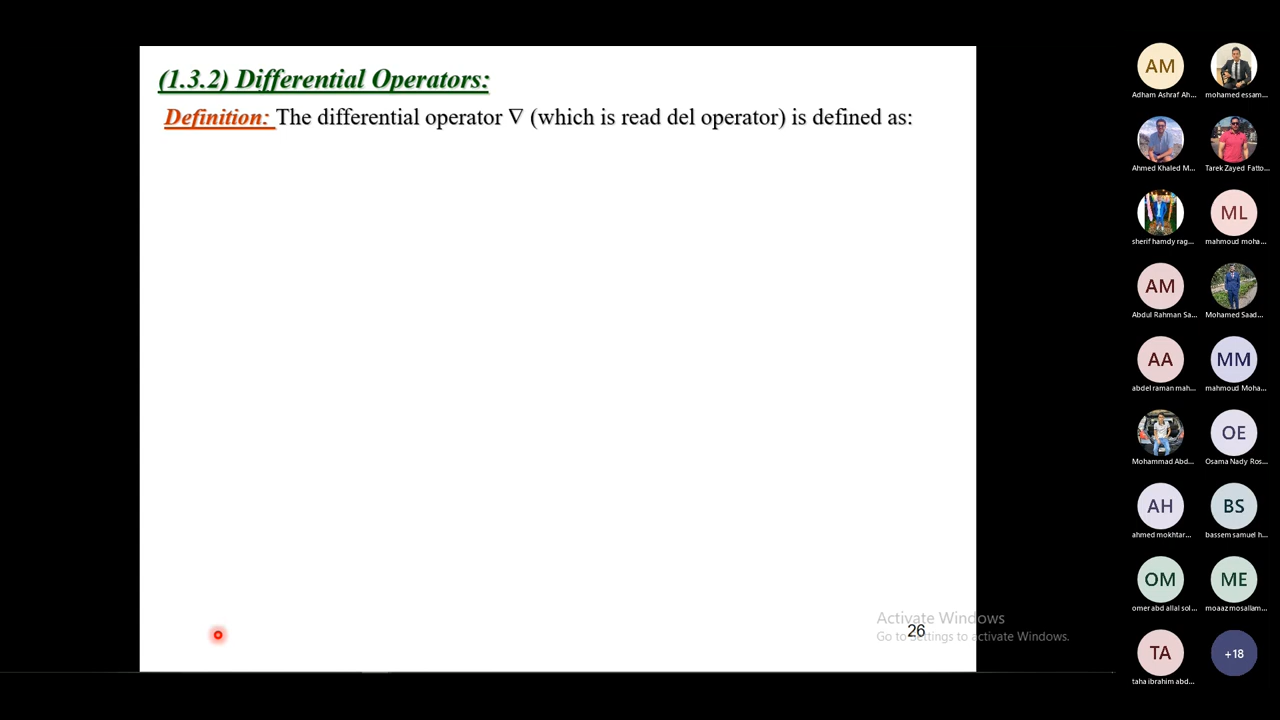 (1.3.2) Differential Operators:
Definition: The differential operator ∇ (which is read del operator) is defined as:
Activate Windows
Go to Settings to activate Windows.
26
AM
Adham Ashraf Ah...
mohamed essam...
Ahmed Khaled M...
Tarek Zayed Fatto...
sherif hamdy rag...
ML
mahmoud moha...
AM
Abdul Rahman Sa...
Mohamed Saad...
AA
abdel raman mah...
MM
mahmoud Moha...
Mohammad Abd...
OE
Osama Nady Ros...
AH
ahmed mokhtar...
BS
bassem samuel h...
OM
omer abd allal sol...
ME
moaaz mosallam...
TA
taha ibrahim abd...
+18